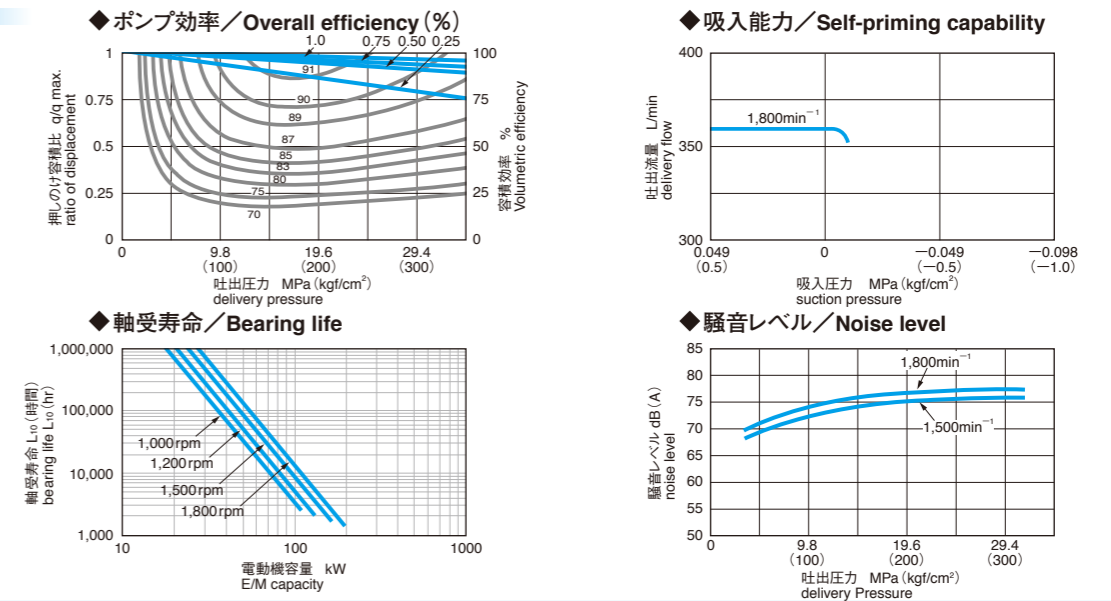 ◆ポンプ効率／Overall efficiency（%）
1.0 0.75 0.50 0.25
押しのけ容積比 q/q max.
ratio of displacement
1
0.75
0.5
0.25
0
91
90
89
87
85
83
80
75
70
100
75
50
25
0
容積効率 %
Volumetric efficiency
0 9.8 19.6 29.4
（100） （200） （300）
吐出圧力 MPa（kgf/cm²）
delivery pressure
◆吸入能力／Self-priming capability
吐出流量 L/min
delivery flow
400
350
300
1,800min⁻¹
0.049 0 －0.049 －0.098
（0.5） （－0.5） （－1.0）
吸入圧力 MPa（kgf/cm²）
suction pressure
◆軸受寿命／Bearing life
軸受寿命 L₁₀（時間）
bearing life L₁₀（hr）
1,000,000
100,000
10,000
1,000
1,000rpm
1,200rpm
1,500rpm
1,800rpm
10 100 1000
電動機容量 kW
E/M capacity
◆騒音レベル／Noise level
騒音レベル dB（A）
noise level
85
80
75
70
65
60
55
50
1,800min⁻¹
1,500min⁻¹
0 9.8 19.6 29.4
（100） （200） （300）
吐出圧力 MPa（kgf/cm²）
delivery Pressure